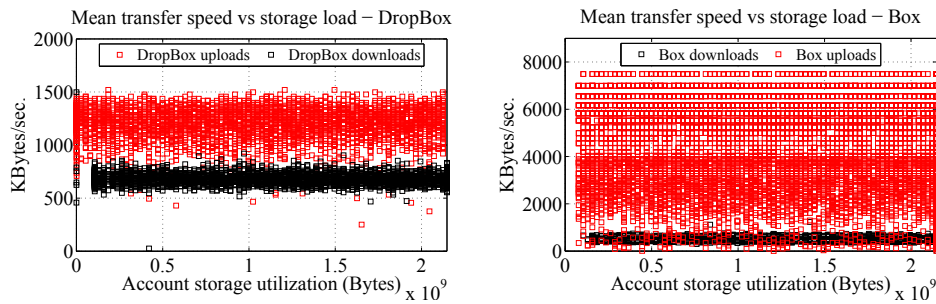 Mean transfer speed vs storage load – DropBox
2000
1500
1000
500
0
KBytes/sec.
DropBox uploads DropBox downloads
0 0.5 1 1.5 2
Account storage utilization (Bytes) x 10^9
Mean transfer speed vs storage load – Box
8000
6000
4000
2000
0
KBytes/sec.
Box downloads Box uploads
0 0.5 1 1.5 2
Account storage utilization (Bytes) x 10^9